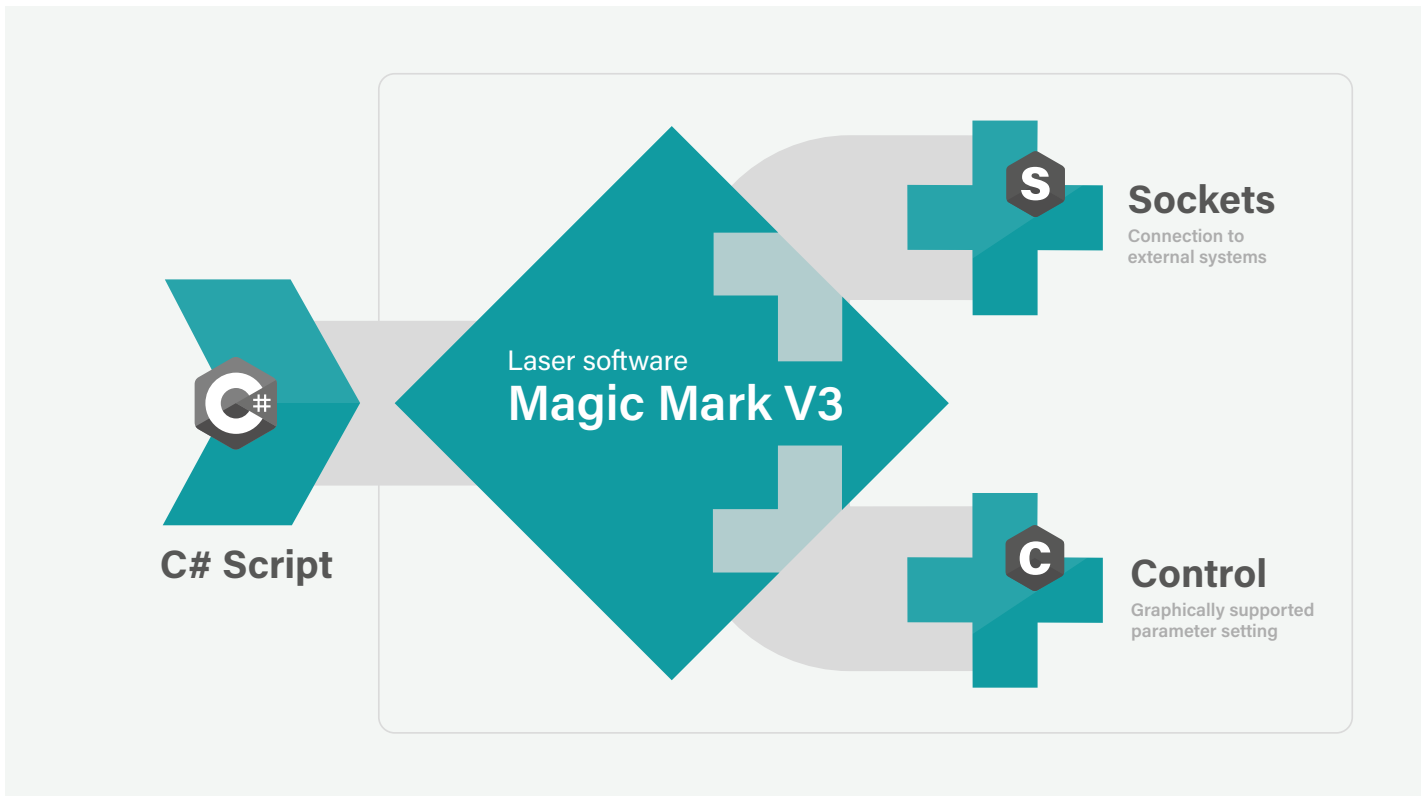 S
Sockets
Connection to
external systems
Laser software
Magic Mark V3
C#
C# Script
C
Control
Graphically supported
parameter setting